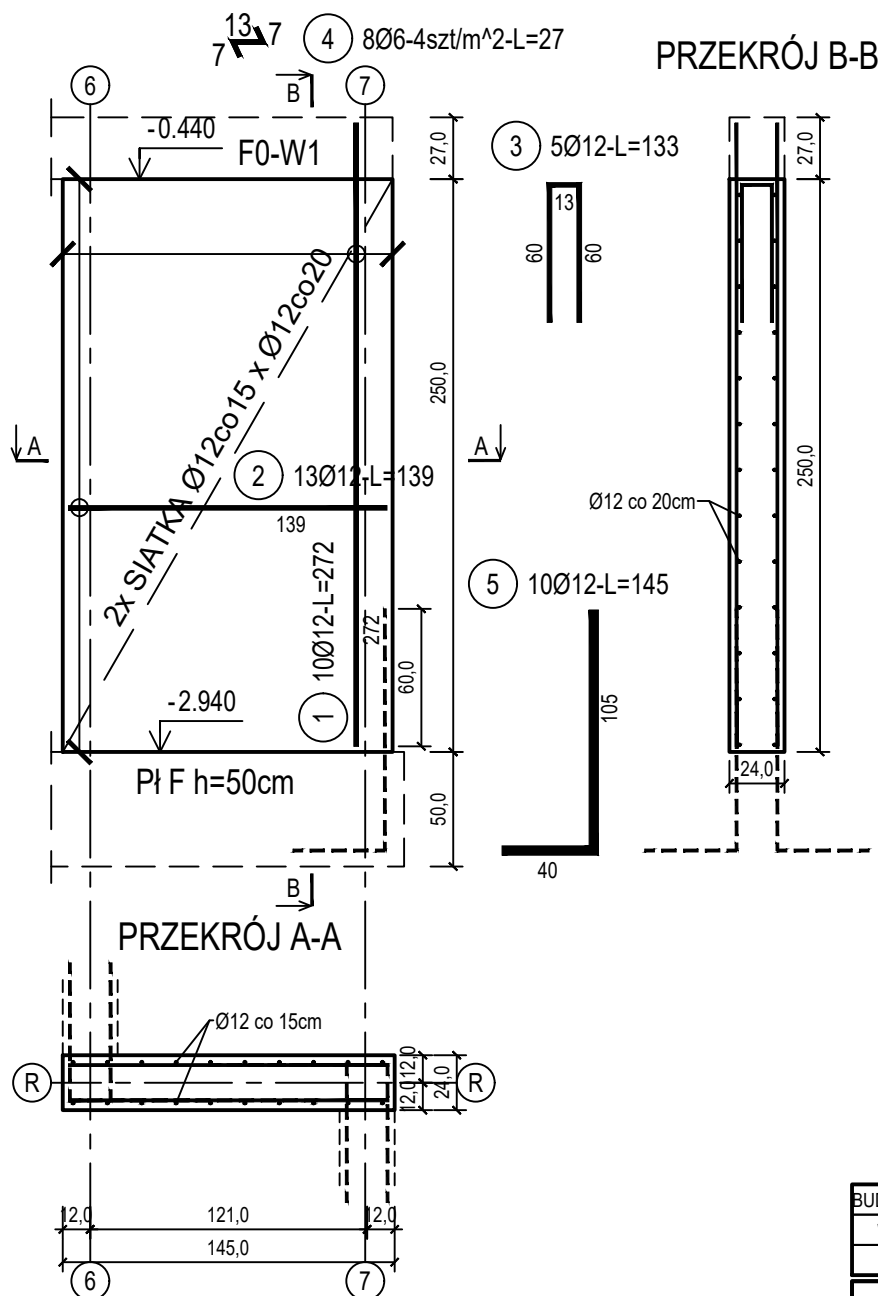 13
7
7
4
8Ø6-4szt/m^2-L=27
PRZEKRÓJ B-B
B
6
7
-0.440
F0-W1
27,0
3
5Ø12-L=133
13
60
60
27,0
2x SIATKA Ø12co15 x Ø12co20
250,0
250,0
A
A
2
13Ø12-L=139
139
Ø12 co 20cm
10Ø12-L=272
272
1
60,0
5
10Ø12-L=145
105
40
-2.940
Pł F h=50cm
50,0
24,0
B
PRZEKRÓJ A-A
Ø12 co 15cm
R
R
12,0
12,0
24,0
12,0
121,0
12,0
145,0
6
7